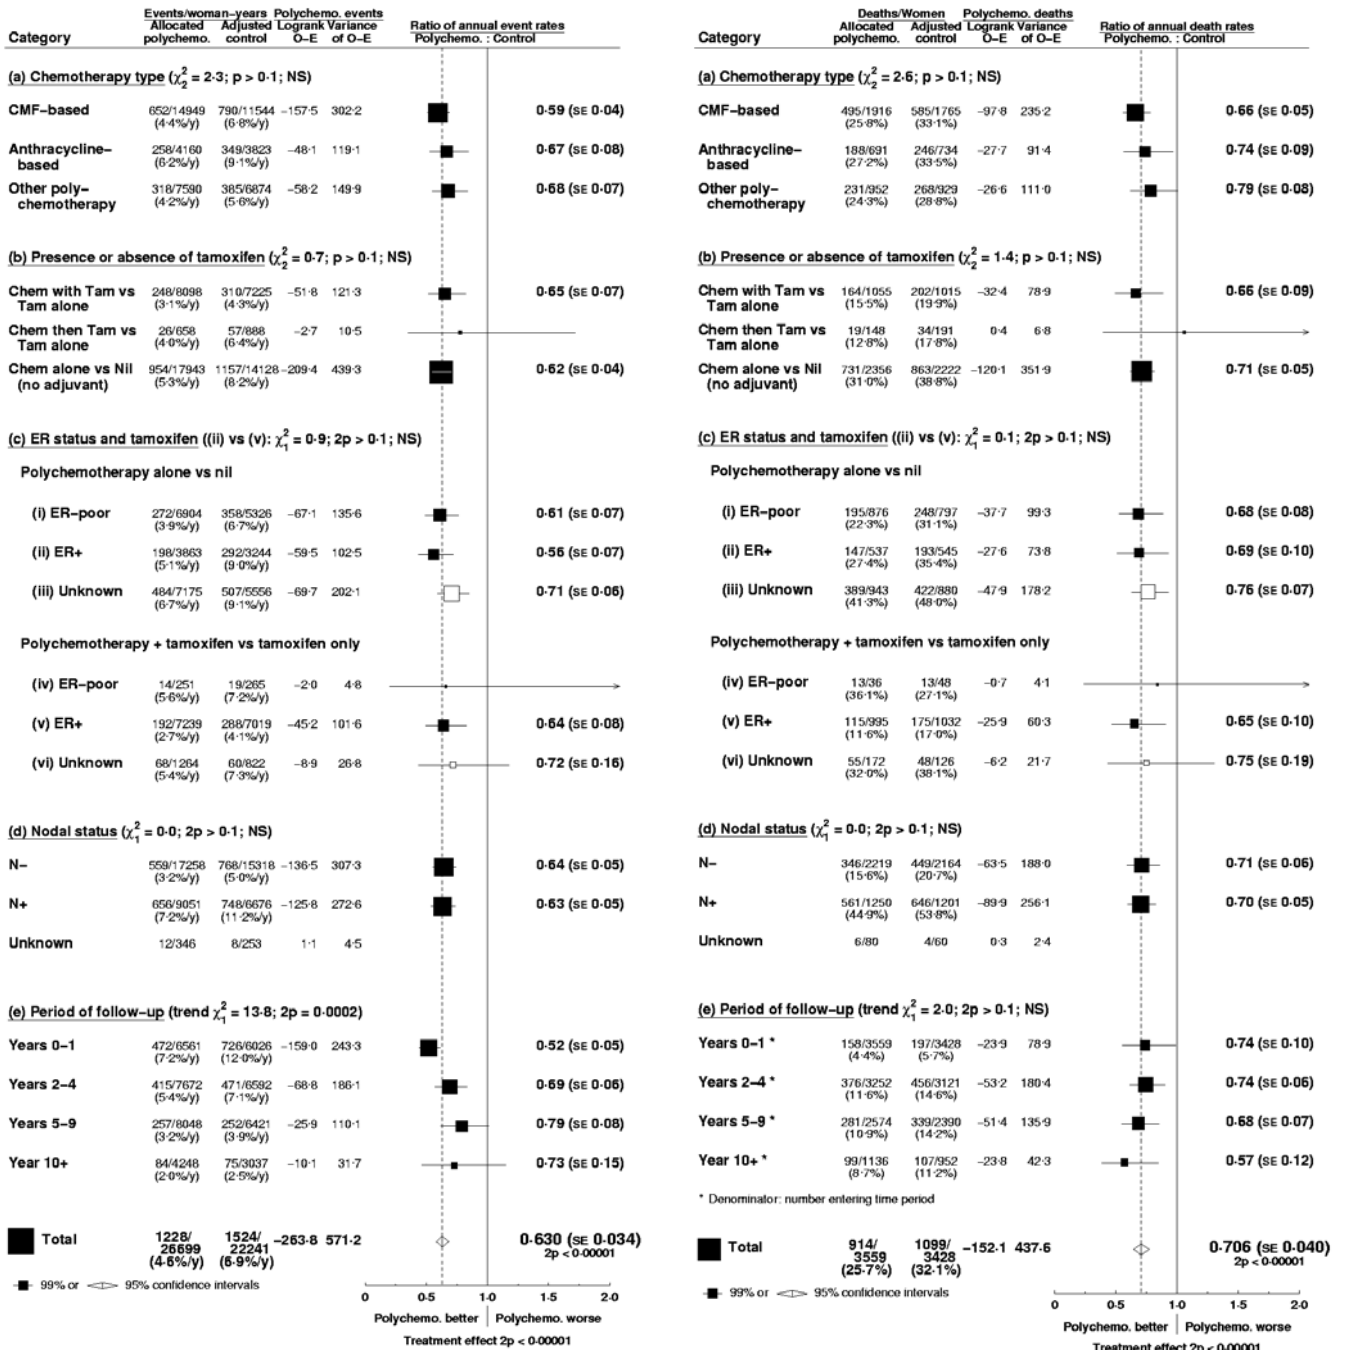 Events/woman–years Polychemo. events
Allocated Adjusted Logrank Variance Ratio of annual event rates
Category polychemo. control O–E of O–E Polychemo. : Control
(a) Chemotherapy type (χ²₂ = 2·3; p > 0·1; NS)
CMF–based 652/14949 790/11544 –157·5 302·2 0·59 (SE 0·04)
(4·4%/y) (6·8%/y)
Anthracycline– 258/4160 349/3823 –48·1 119·1 0·67 (SE 0·08)
based (6·2%/y) (9·1%/y)
Other poly– 318/7590 385/6874 –58·2 149·9 0·68 (SE 0·07)
chemotherapy (4·2%/y) (5·6%/y)
(b) Presence or absence of tamoxifen (χ²₂ = 0·7; p > 0·1; NS)
Chem with Tam vs 248/8098 310/7225 –51·8 121·3 0·65 (SE 0·07)
Tam alone (3·1%/y) (4·3%/y)
Chem then Tam vs 26/658 57/888 –2·7 10·5
Tam alone (4·0%/y) (6·4%/y)
Chem alone vs Nil 954/17943 1157/14128 –209·4 439·3 0·62 (SE 0·04)
(no adjuvant) (5·3%/y) (8·2%/y)
(c) ER status and tamoxifen ((ii) vs (v): χ²₁ = 0·9; 2p > 0·1; NS)
Polychemotherapy alone vs nil
(i) ER–poor 272/6904 358/5326 –67·1 135·6 0·61 (SE 0·07)
(3·9%/y) (6·7%/y)
(ii) ER+ 198/3863 292/3244 –59·5 102·5 0·56 (SE 0·07)
(5·1%/y) (9·0%/y)
(iii) Unknown 484/7175 507/5556 –69·7 202·1 0·71 (SE 0·06)
(6·7%/y) (9·1%/y)
Polychemotherapy + tamoxifen vs tamoxifen only
(iv) ER–poor 14/251 19/265 –2·0 4·8
(5·6%/y) (7·2%/y)
(v) ER+ 192/7239 288/7019 –45·2 101·6 0·64 (SE 0·08)
(2·7%/y) (4·1%/y)
(vi) Unknown 68/1264 60/822 –8·9 26·8 0·72 (SE 0·16)
(5·4%/y) (7·3%/y)
(d) Nodal status (χ²₁ = 0·0; 2p > 0·1; NS)
N– 559/17258 768/15318 –136·5 307·3 0·64 (SE 0·05)
(3·2%/y) (5·0%/y)
N+ 656/9051 748/6676 –125·8 272·6 0·63 (SE 0·05)
(7·2%/y) (11·2%/y)
Unknown 12/346 8/253 1·1 4·5
(e) Period of follow–up (trend χ²₁ = 13·8; 2p = 0·0002)
Years 0–1 472/6561 726/6026 –159·0 243·3 0·52 (SE 0·05)
(7·2%/y) (12·0%/y)
Years 2–4 415/7672 471/6592 –68·8 186·1 0·69 (SE 0·06)
(5·4%/y) (7·1%/y)
Years 5–9 257/8048 252/6421 –25·9 110·1 0·79 (SE 0·08)
(3·2%/y) (3·9%/y)
Year 10+ 84/4248 75/3037 –10·1 31·7 0·73 (SE 0·15)
(2·0%/y) (2·5%/y)
Total 1228/ 1524/ –263·8 571·2 0·630 (SE 0·034)
26699 22241 2p < 0·00001
(4·6%/y) (6·9%/y)
99% or 95% confidence intervals
0 0·5 1·0 1·5 2·0
Polychemo. better Polychemo. worse
Treatment effect 2p < 0·00001
Deaths/Women Polychemo. deaths
Allocated Adjusted Logrank Variance Ratio of annual death rates
Category polychemo. control O–E of O–E Polychemo. : Control
(a) Chemotherapy type (χ²₂ = 2·6; p > 0·1; NS)
CMF–based 495/1916 585/1765 –97·8 235·2 0·66 (SE 0·05)
(25·8%) (33·1%)
Anthracycline– 188/691 246/734 –27·7 91·4 0·74 (SE 0·09)
based (27·2%) (33·5%)
Other poly– 231/952 268/929 –26·6 111·0 0·79 (SE 0·08)
chemotherapy (24·3%) (28·8%)
(b) Presence or absence of tamoxifen (χ²₂ = 1·4; p > 0·1; NS)
Chem with Tam vs 164/1055 202/1015 –32·4 78·9 0·66 (SE 0·09)
Tam alone (15·5%) (19·9%)
Chem then Tam vs 19/148 34/191 0·4 6·8
Tam alone (12·8%) (17·8%)
Chem alone vs Nil 731/2356 863/2222 –120·1 351·9 0·71 (SE 0·05)
(no adjuvant) (31·0%) (38·8%)
(c) ER status and tamoxifen ((ii) vs (v): χ²₁ = 0·1; 2p > 0·1; NS)
Polychemotherapy alone vs nil
(i) ER–poor 195/876 248/797 –37·7 99·3 0·68 (SE 0·08)
(22·3%) (31·1%)
(ii) ER+ 147/537 193/545 –27·6 73·8 0·69 (SE 0·10)
(27·4%) (35·4%)
(iii) Unknown 389/943 422/880 –47·9 178·2 0·76 (SE 0·07)
(41·3%) (48·0%)
Polychemotherapy + tamoxifen vs tamoxifen only
(iv) ER–poor 13/36 13/48 –0·7 4·1
(36·1%) (27·1%)
(v) ER+ 115/995 175/1032 –25·9 60·3 0·65 (SE 0·10)
(11·6%) (17·0%)
(vi) Unknown 55/172 48/126 –6·2 21·7 0·75 (SE 0·19)
(32·0%) (38·1%)
(d) Nodal status (χ²₁ = 0·0; 2p > 0·1; NS)
N– 346/2219 449/2164 –63·5 188·0 0·71 (SE 0·06)
(15·6%) (20·7%)
N+ 561/1250 646/1201 –89·9 256·1 0·70 (SE 0·05)
(44·9%) (53·8%)
Unknown 6/80 4/60 0·3 2·4
(e) Period of follow–up (trend χ²₁ = 2·0; 2p > 0·1; NS)
Years 0–1 * 158/3559 197/3428 –23·9 78·9 0·74 (SE 0·10)
(4·4%) (5·7%)
Years 2–4 * 376/3252 456/3121 –53·2 180·4 0·74 (SE 0·06)
(11·6%) (14·6%)
Years 5–9 * 281/2574 339/2390 –51·4 135·9 0·68 (SE 0·07)
(10·9%) (14·2%)
Year 10+ * 99/1136 107/952 –23·8 42·3 0·57 (SE 0·12)
(8·7%) (11·2%)
* Denominator: number entering time period
Total 914/ 1099/ –152·1 437·6 0·706 (SE 0·040)
3559 3428 2p < 0·00001
(25·7%) (32·1%)
99% or 95% confidence intervals
0 0·5 1·0 1·5 2·0
Polychemo. better Polychemo. worse
Treatment effect 2p < 0·00001